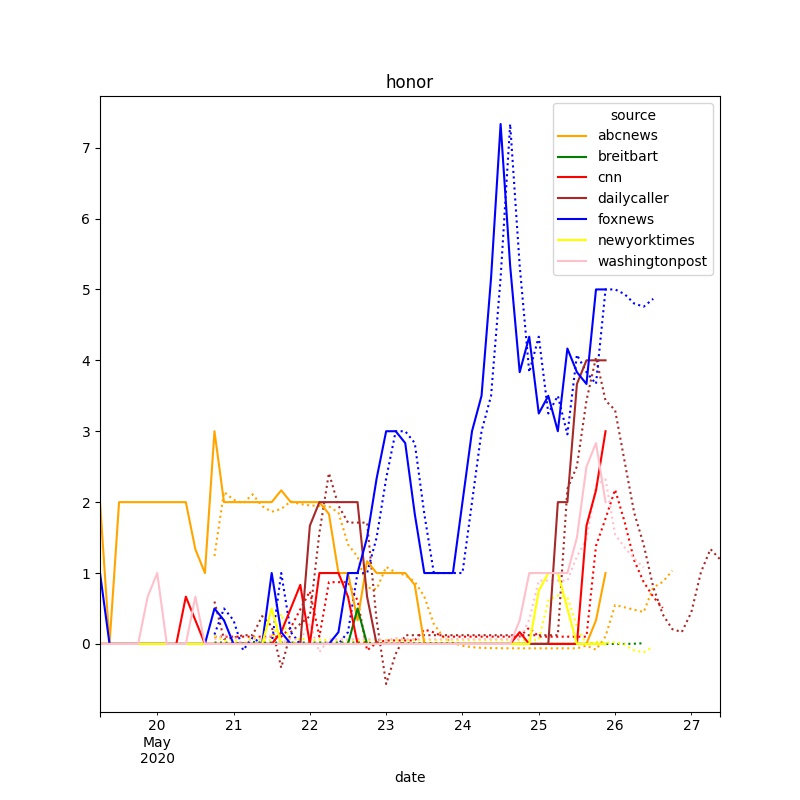 honor
source
abcnews
breitbart
cnn
dailycaller
foxnews
newyorktimes
washingtonpost
7
6
5
4
3
2
1
0
20 21 22 23 24 25 26 27
May
2020
date